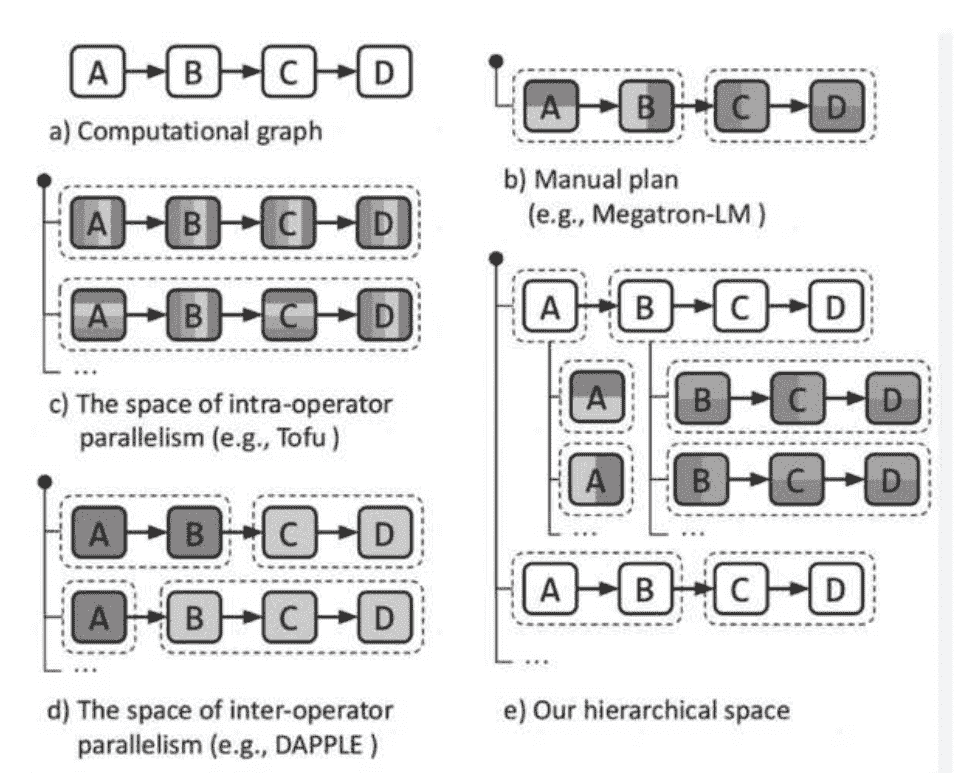 A B C D
a) Computational graph
A B C D
b) Manual plan
(e.g., Megatron-LM )
A B C D
A B C D
...
c) The space of intra-operator
parallelism (e.g., Tofu )
A B C D
A B C D
...
d) The space of inter-operator
parallelism (e.g., DAPPLE )
A B C D
A B C D
A B C D
... ...
A B C D
...
e) Our hierarchical space